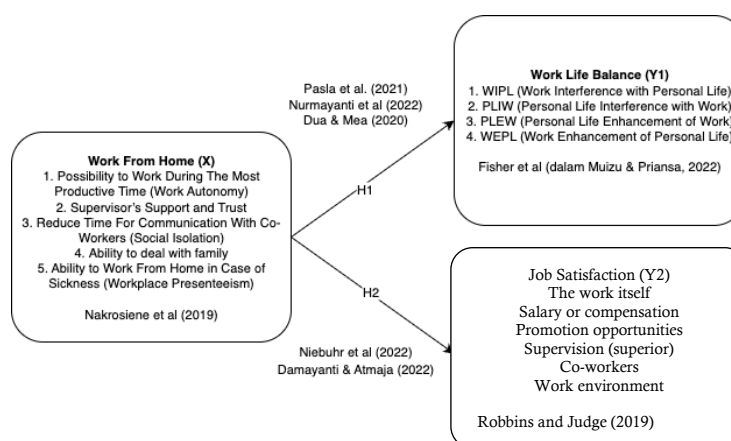 Work From Home (X)
1. Possibility to Work During The Most
Productive Time (Work Autonomy)
2. Supervisor's Support and Trust
3. Reduce Time For Communication With Co-
Workers (Social Isolation)
4. Ability to deal with family
5. Ability to Work From Home in Case of
Sickness (Workplace Presenteeism)
Nakrosiene et al (2019)
Pasla et al. (2021)
Nurmayanti et al (2022)
Dua & Mea (2020)
H1
H2
Niebuhr et al (2022)
Damayanti & Atmaja (2022)
Work Life Balance (Y1)
1. WIPL (Work Interference with Personal Life)
2. PLIW (Personal Life Interference with Work)
3. PLEW (Personal Life Enhancement of Work)
4. WEPL (Work Enhancement of Personal Life)
Fisher et al (dalam Muizu & Priansa, 2022)
Job Satisfaction (Y2)
The work itself
Salary or compensation
Promotion opportunities
Supervision (superior)
Co-workers
Work environment
Robbins and Judge (2019)